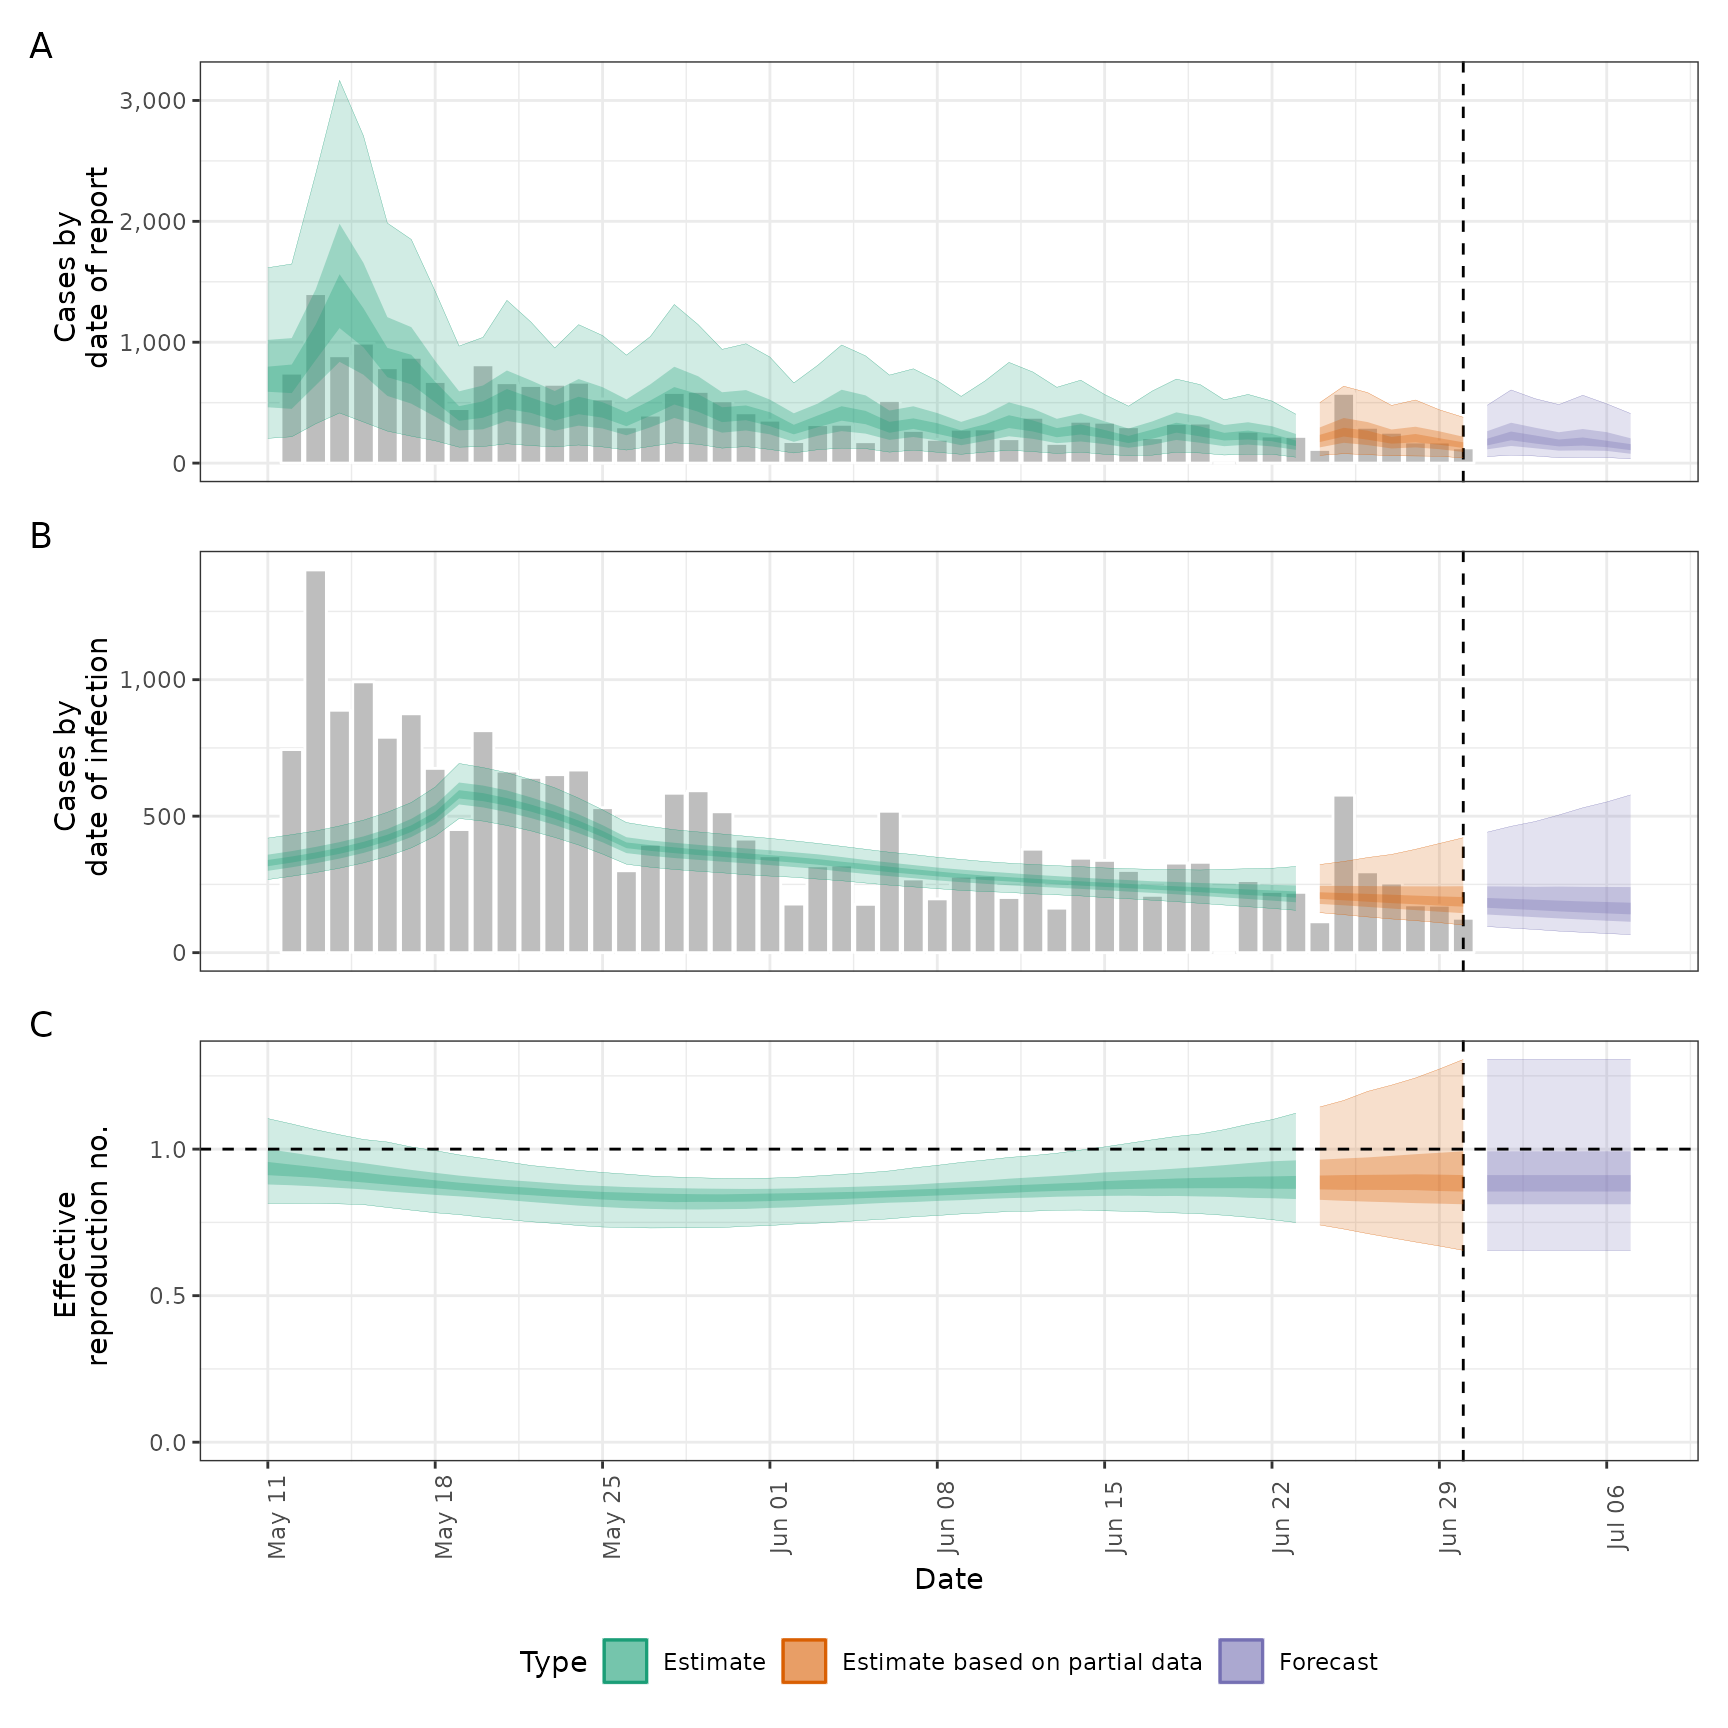 A
Cases by
date of report
3,000
2,000
1,000
0
B
Cases by
date of infection
1,000
500
0
C
Effective
reproduction no.
1.0
0.5
0.0
May 11
May 18
May 25
Jun 01
Jun 08
Jun 15
Jun 22
Jun 29
Jul 06
Date
Type
Estimate
Estimate based on partial data
Forecast